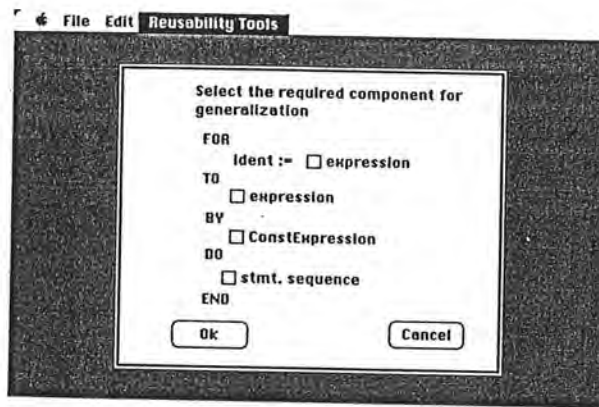 File Edit Reusability Tools
Select the required component for
generalization
FOR
Ident := expression
TO
expression
BY
ConstExpression
DO
stmt. sequence
END
Ok Cancel